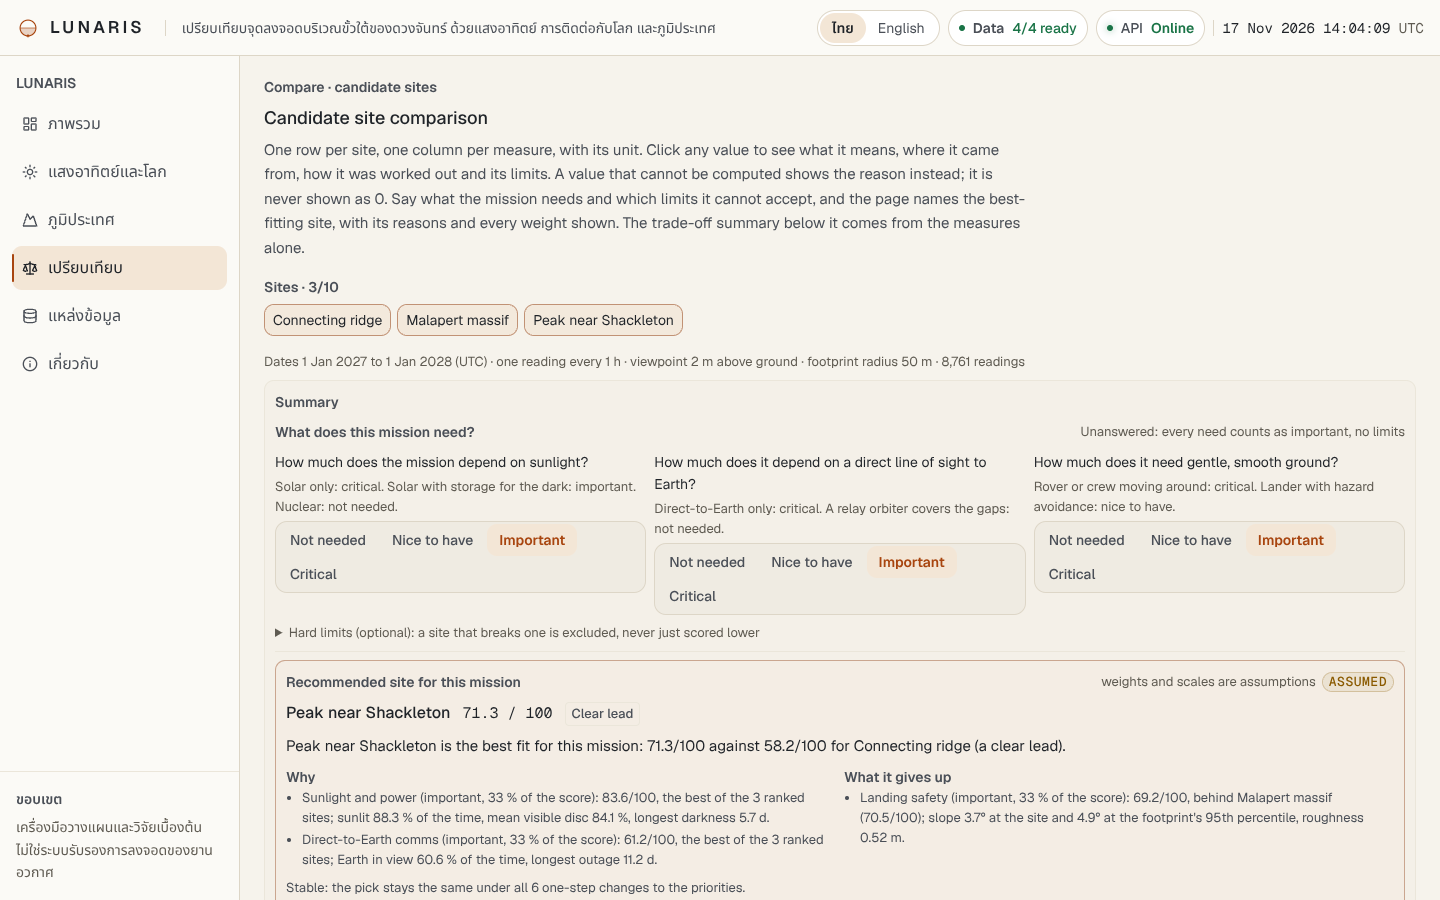 LUNARIS
เปรียบเทียบจุดลงจอดบริเวณขั้วใต้ของดวงจันทร์ ด้วยแสงอาทิตย์ การติดต่อกับโลก และภูมิประเทศ
ไทย English
Data 4/4 ready
API Online
17 Nov 2026 14:04:09 UTC
LUNARIS
ภาพรวม
แสงอาทิตย์และโลก
ภูมิประเทศ
เปรียบเทียบ
แหล่งข้อมูล
เกี่ยวกับ
ขอบเขต
เครื่องมือวางแผนและวิจัยเบื้องต้น
ไม่ใช่ระบบรับรองการลงจอดของยาน
อวกาศ
Compare · candidate sites
Candidate site comparison
One row per site, one column per measure, with its unit. Click any value to see what it means, where it came
from, how it was worked out and its limits. A value that cannot be computed shows the reason instead; it is
never shown as 0. Say what the mission needs and which limits it cannot accept, and the page names the best-
fitting site, with its reasons and every weight shown. The trade-off summary below it comes from the measures
alone.
Sites · 3/10
Connecting ridge
Malapert massif
Peak near Shackleton
Dates 1 Jan 2027 to 1 Jan 2028 (UTC) · one reading every 1 h · viewpoint 2 m above ground · footprint radius 50 m · 8,761 readings
Summary
What does this mission need?
Unanswered: every need counts as important, no limits
How much does the mission depend on sunlight?
Solar only: critical. Solar with storage for the dark: important.
Nuclear: not needed.
Not needed Nice to have Important
Critical
How much does it depend on a direct line of sight to
Earth?
Direct-to-Earth only: critical. A relay orbiter covers the gaps:
not needed.
Not needed Nice to have Important
Critical
How much does it need gentle, smooth ground?
Rover or crew moving around: critical. Lander with hazard
avoidance: nice to have.
Not needed Nice to have Important
Critical
▶ Hard limits (optional): a site that breaks one is excluded, never just scored lower
Recommended site for this mission
weights and scales are assumptions ASSUMED
Peak near Shackleton 71.3 / 100 Clear lead
Peak near Shackleton is the best fit for this mission: 71.3/100 against 58.2/100 for Connecting ridge (a clear lead).
Why
• Sunlight and power (important, 33 % of the score): 83.6/100, the best of the 3 ranked
sites; sunlit 88.3 % of the time, mean visible disc 84.1 %, longest darkness 5.7 d.
• Direct-to-Earth comms (important, 33 % of the score): 61.2/100, the best of the 3 ranked
sites; Earth in view 60.6 % of the time, longest outage 11.2 d.
What it gives up
• Landing safety (important, 33 % of the score): 69.2/100, behind Malapert massif
(70.5/100); slope 3.7° at the site and 4.9° at the footprint's 95th percentile, roughness
0.52 m.
Stable: the pick stays the same under all 6 one-step changes to the priorities.